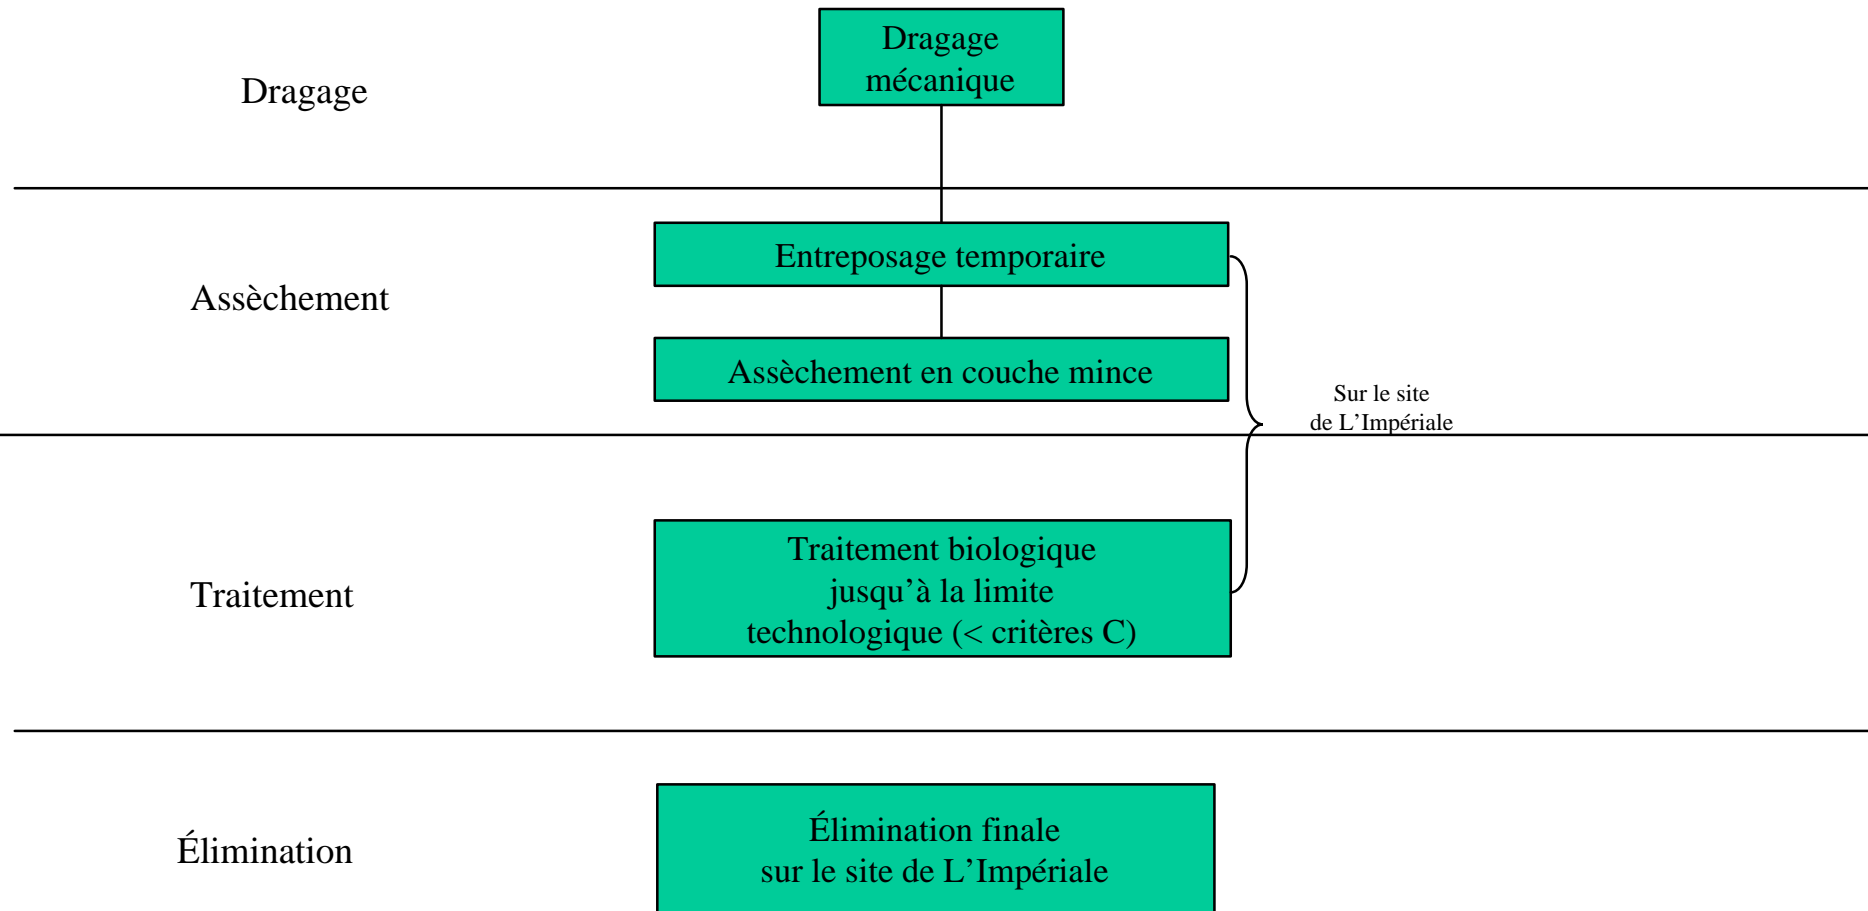 Dragage
Dragage
mécanique
Assèchement
Entreposage temporaire
Assèchement en couche mince
Sur le site
de L’Impériale
Traitement
Traitement biologique
jusqu’à la limite
technologique (< critères C)
Élimination
Élimination finale
sur le site de L’Impériale